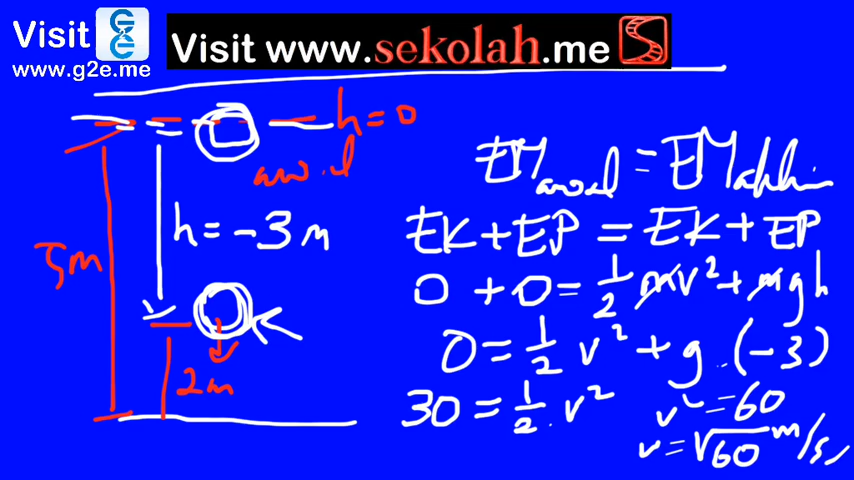 Visit G2E
www.g2e.me
Visit www.sekolah.me S
h = 0
awal
5m
h = -3 m
2m
EM awal = EM akhir
EK + EP = EK + EP
0 + 0 = 1/2 mv² + mgh
0 = 1/2 v² + g . (-3)
30 = 1/2 . v²
v² = 60
v = √60 m/s